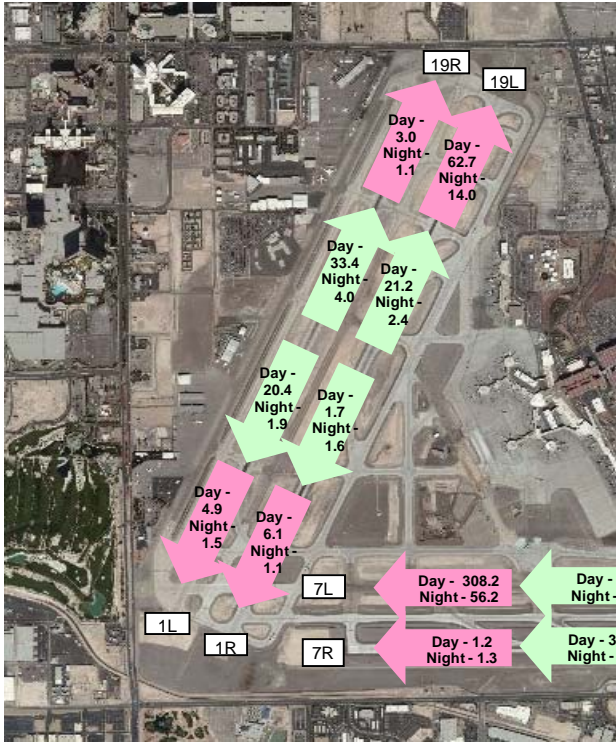 19R
19L
Day -
3.0
Night -
1.1
Day -
62.7
Night -
14.0
Day -
33.4
Night -
4.0
Day -
21.2
Night -
2.4
Day -
20.4
Night -
1.9
Day -
1.7
Night -
1.6
Day -
4.9
Night -
1.5
Day -
6.1
Night -
1.1
7L
Day - 308.2
Night - 56.2
Day -
Night -
1L
1R
7R
Day - 1.2
Night - 1.3
Day - 3
Night -